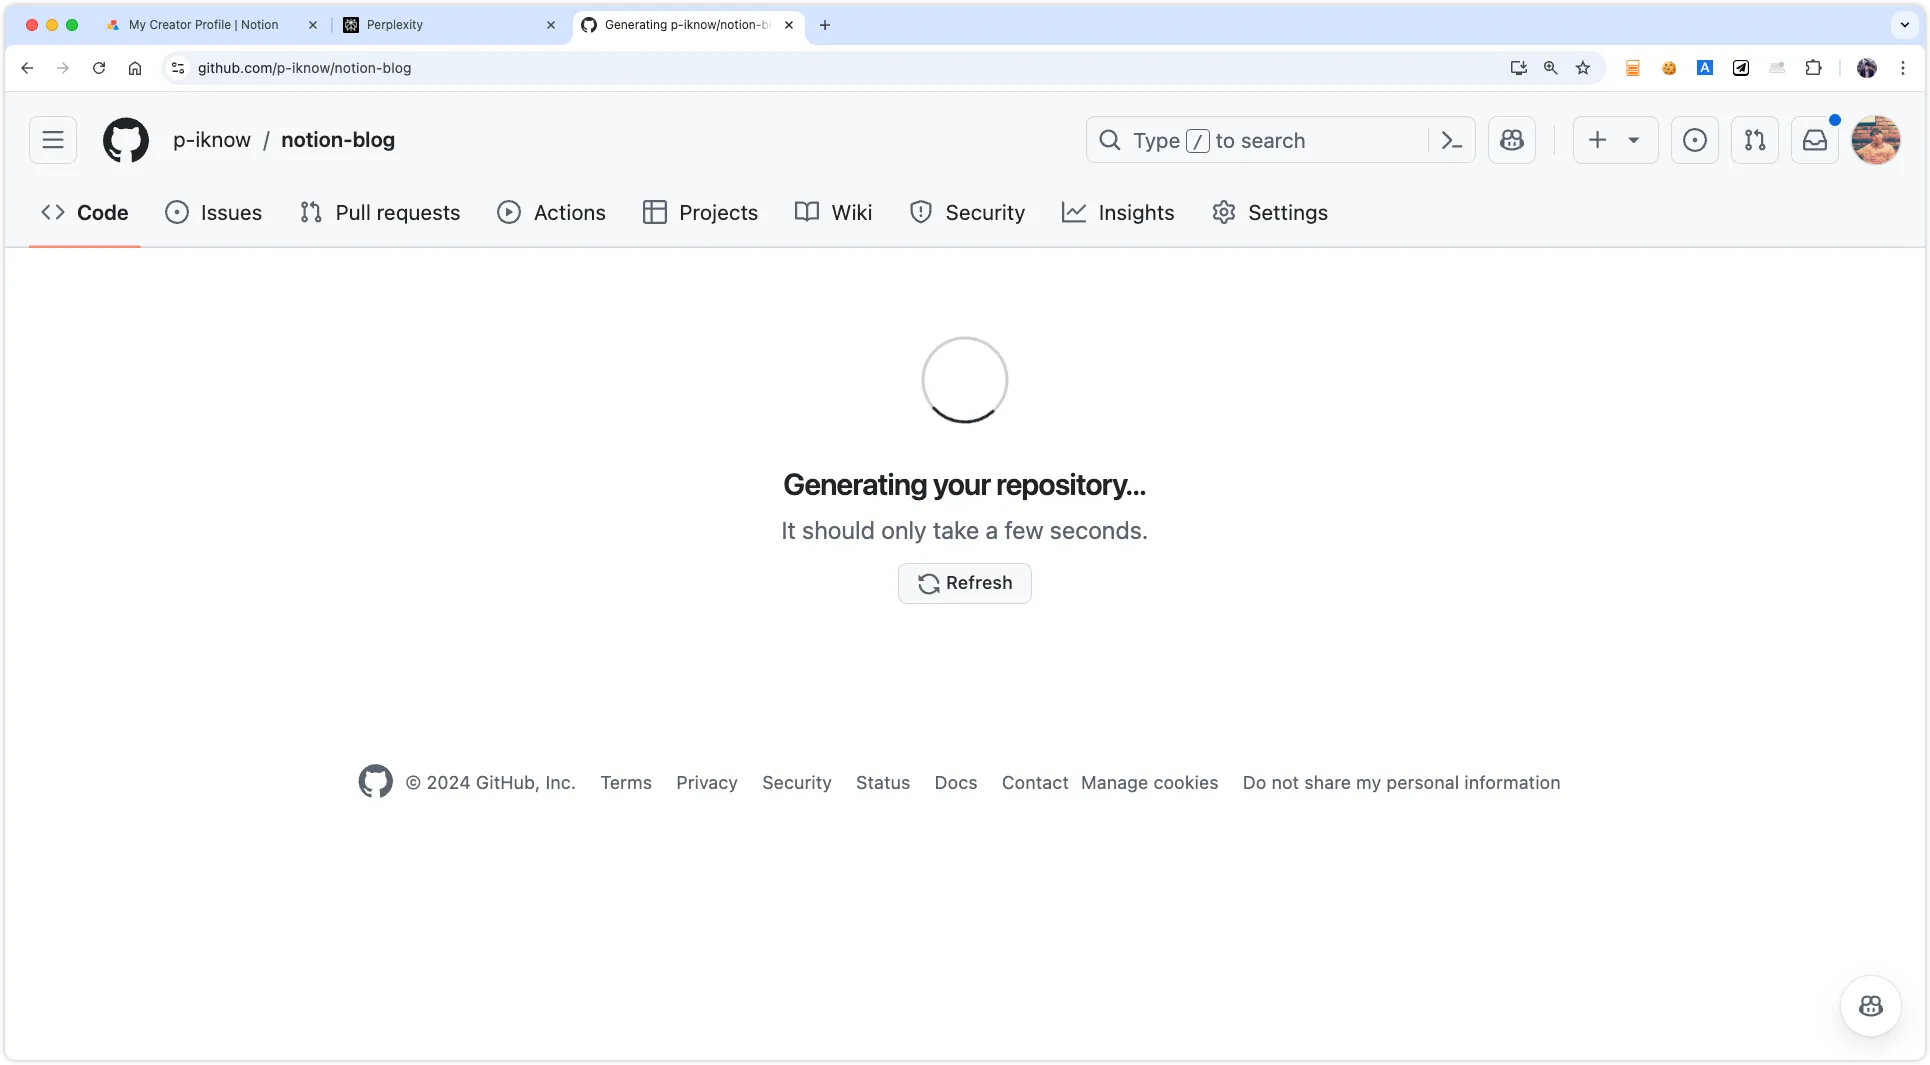 My Creator Profile | Notion
Perplexity
Generating p-iknow/notion-b
github.com/p-iknow/notion-blog
A
p-iknow / notion-blog
Type / to search
Code
Issues
Pull requests
Actions
Projects
Wiki
Security
Insights
Settings
Generating your repository...
It should only take a few seconds.
Refresh
© 2024 GitHub, Inc.
Terms
Privacy
Security
Status
Docs
Contact
Manage cookies
Do not share my personal information